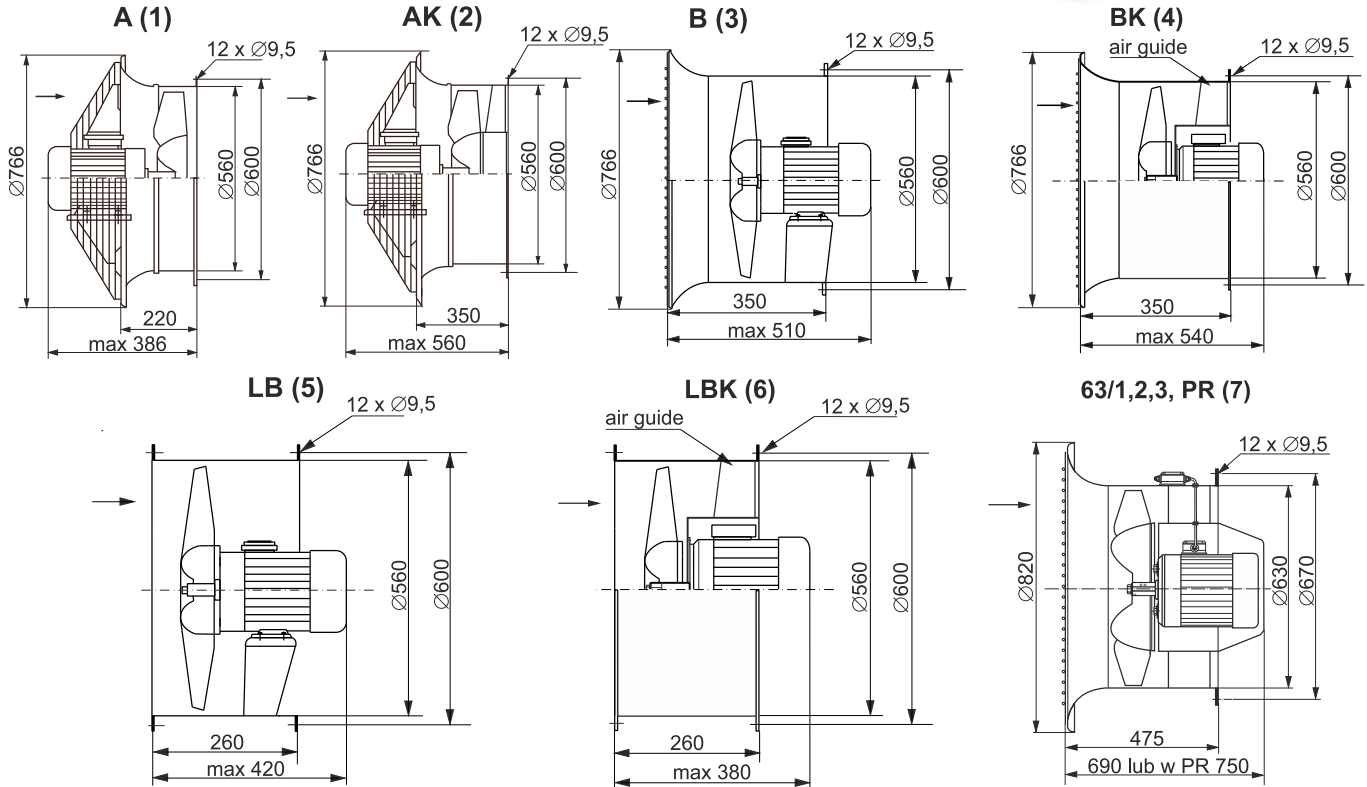 A (1)
12 x Ø9,5
Ø766
Ø560
Ø600
220
max 386
AK (2)
12 x Ø9,5
Ø766
Ø560
Ø600
350
max 560
B (3)
12 x Ø9,5
Ø766
Ø560
Ø600
350
max 510
BK (4)
air guide
12 x Ø9,5
Ø766
Ø560
Ø600
350
max 540
LB (5)
12 x Ø9,5
Ø560
Ø600
260
max 420
LBK (6)
air guide
12 x Ø9,5
Ø560
Ø600
260
max 380
63/1,2,3, PR (7)
12 x Ø9,5
Ø820
Ø630
Ø670
475
690 lub w PR 750